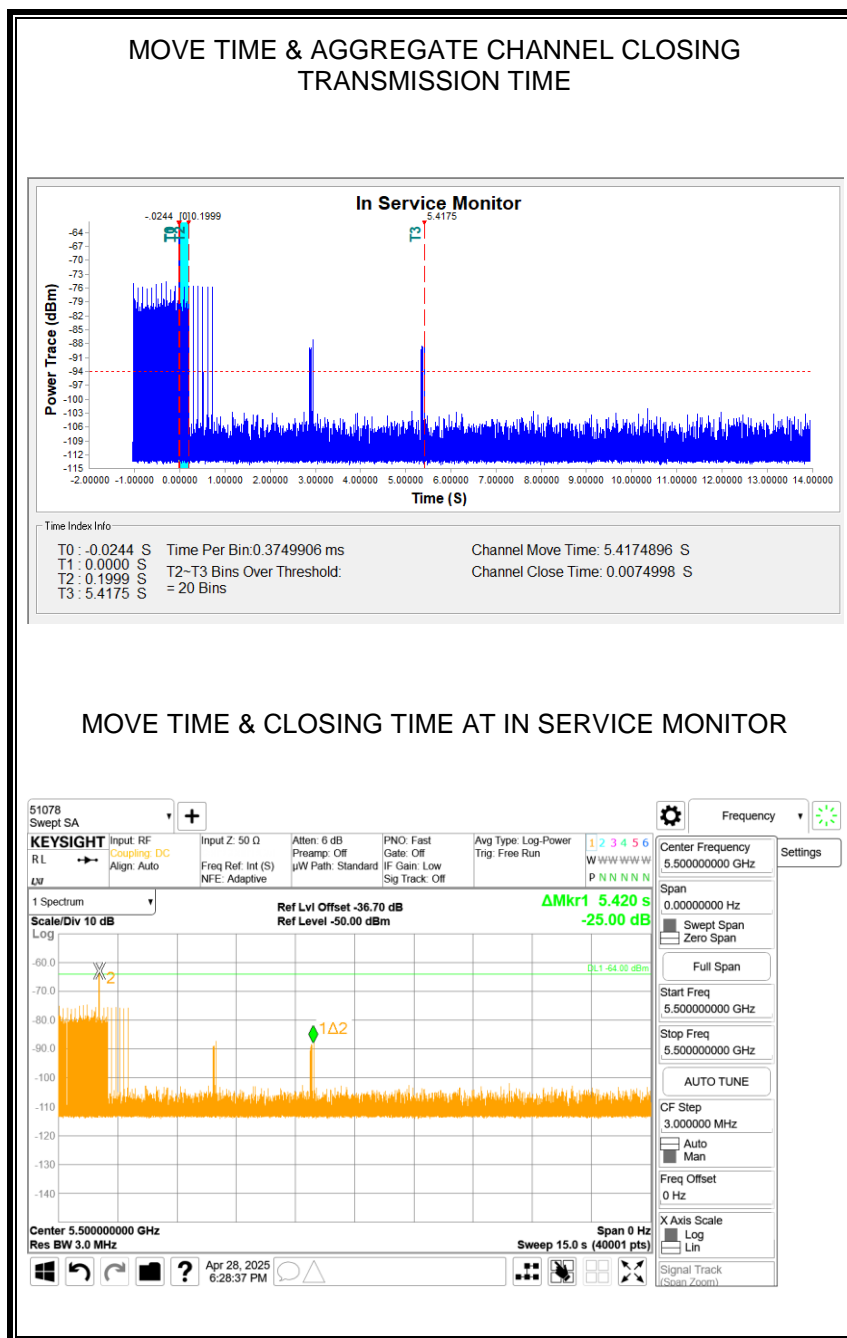 MOVE TIME & AGGREGATE CHANNEL CLOSING
TRANSMISSION TIME
In Service Monitor
-.0244 [0]0.1999 5.4175
T3
Power Trace (dBm)
-64
-67
-70
-73
-76
-79
-82
-85
-88
-91
-94
-97
-100
-103
-106
-109
-112
-115
-2.00000 -1.00000 0.00000 1.00000 2.00000 3.00000 4.00000 5.00000 6.00000 7.00000 8.00000 9.00000 10.00000 11.00000 12.00000 13.00000 14.00000
Time (S)
Time Index Info
T0 : -0.0244 S
T1 : 0.0000 S
T2 : 0.1999 S
T3 : 5.4175 S
Time Per Bin:0.3749906 ms
T2~T3 Bins Over Threshold:
= 20 Bins
Channel Move Time: 5.4174896 S
Channel Close Time: 0.0074998 S
MOVE TIME & CLOSING TIME AT IN SERVICE MONITOR
51078
Swept SA
Frequency
KEYSIGHT
R L
LXI
Input: RF
Coupling: DC
Align: Auto
Input Z: 50 Ω
Freq Ref: Int (S)
NFE: Adaptive
Atten: 6 dB
Preamp: Off
µW Path: Standard
PNO: Fast
Gate: Off
IF Gain: Low
Sig Track: Off
Avg Type: Log-Power
Trig: Free Run
1 2 3 4 5 6
W W W W W W
P N N N N N
1 Spectrum
Scale/Div 10 dB
Log
Ref Lvl Offset -36.70 dB
Ref Level -50.00 dBm
ΔMkr1 5.420 s
-25.00 dB
DL1 -64.00 dBm
-60.0
-70.0
-80.0
-90.0
-100
-110
-120
-130
-140
2
1Δ2
Center 5.500000000 GHz
Res BW 3.0 MHz
Span 0 Hz
Sweep 15.0 s (40001 pts)
?
Apr 28, 2025
6:28:37 PM
Center Frequency
5.500000000 GHz
Settings
Span
0.00000000 Hz
Swept Span
Zero Span
Full Span
Start Freq
5.500000000 GHz
Stop Freq
5.500000000 GHz
AUTO TUNE
CF Step
3.000000 MHz
Auto
Man
Freq Offset
0 Hz
X Axis Scale
Log
Lin
Signal Track
(Span Zoom)